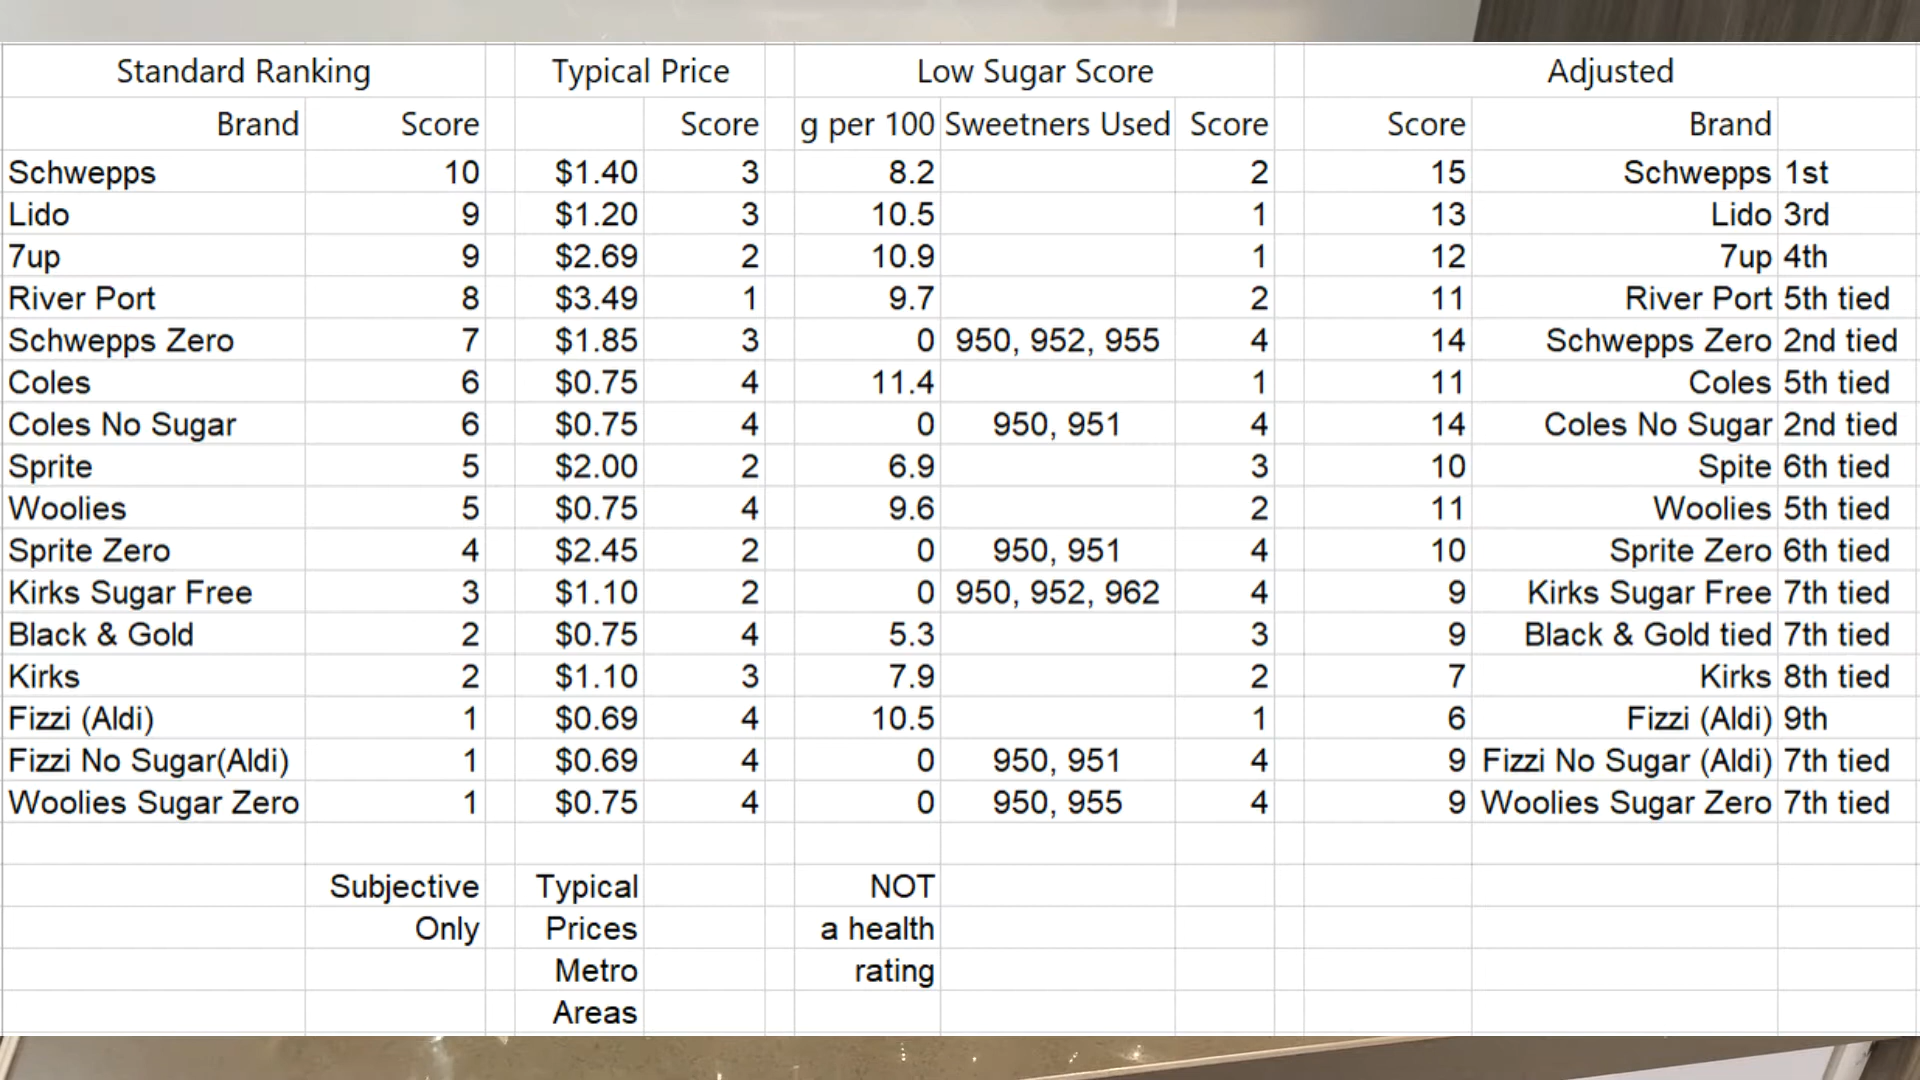 Standard Ranking Typical Price Low Sugar Score Adjusted
Brand Score Score g per 100 Sweetners Used Score Score Brand
Schwepps 10 $1.40 3 8.2 2 15 Schwepps 1st
Lido 9 $1.20 3 10.5 1 13 Lido 3rd
7up 9 $2.69 2 10.9 1 12 7up 4th
River Port 8 $3.49 1 9.7 2 11 River Port 5th tied
Schwepps Zero 7 $1.85 3 0 950, 952, 955 4 14 Schwepps Zero 2nd tied
Coles 6 $0.75 4 11.4 1 11 Coles 5th tied
Coles No Sugar 6 $0.75 4 0 950, 951 4 14 Coles No Sugar 2nd tied
Sprite 5 $2.00 2 6.9 3 10 Spite 6th tied
Woolies 5 $0.75 4 9.6 2 11 Woolies 5th tied
Sprite Zero 4 $2.45 2 0 950, 951 4 10 Sprite Zero 6th tied
Kirks Sugar Free 3 $1.10 2 0 950, 952, 962 4 9 Kirks Sugar Free 7th tied
Black & Gold 2 $0.75 4 5.3 3 9 Black & Gold tied 7th tied
Kirks 2 $1.10 3 7.9 2 7 Kirks 8th tied
Fizzi (Aldi) 1 $0.69 4 10.5 1 6 Fizzi (Aldi) 9th
Fizzi No Sugar(Aldi) 1 $0.69 4 0 950, 951 4 9 Fizzi No Sugar (Aldi) 7th tied
Woolies Sugar Zero 1 $0.75 4 0 950, 955 4 9 Woolies Sugar Zero 7th tied
Subjective Typical NOT
Only Prices a health
Metro rating
Areas